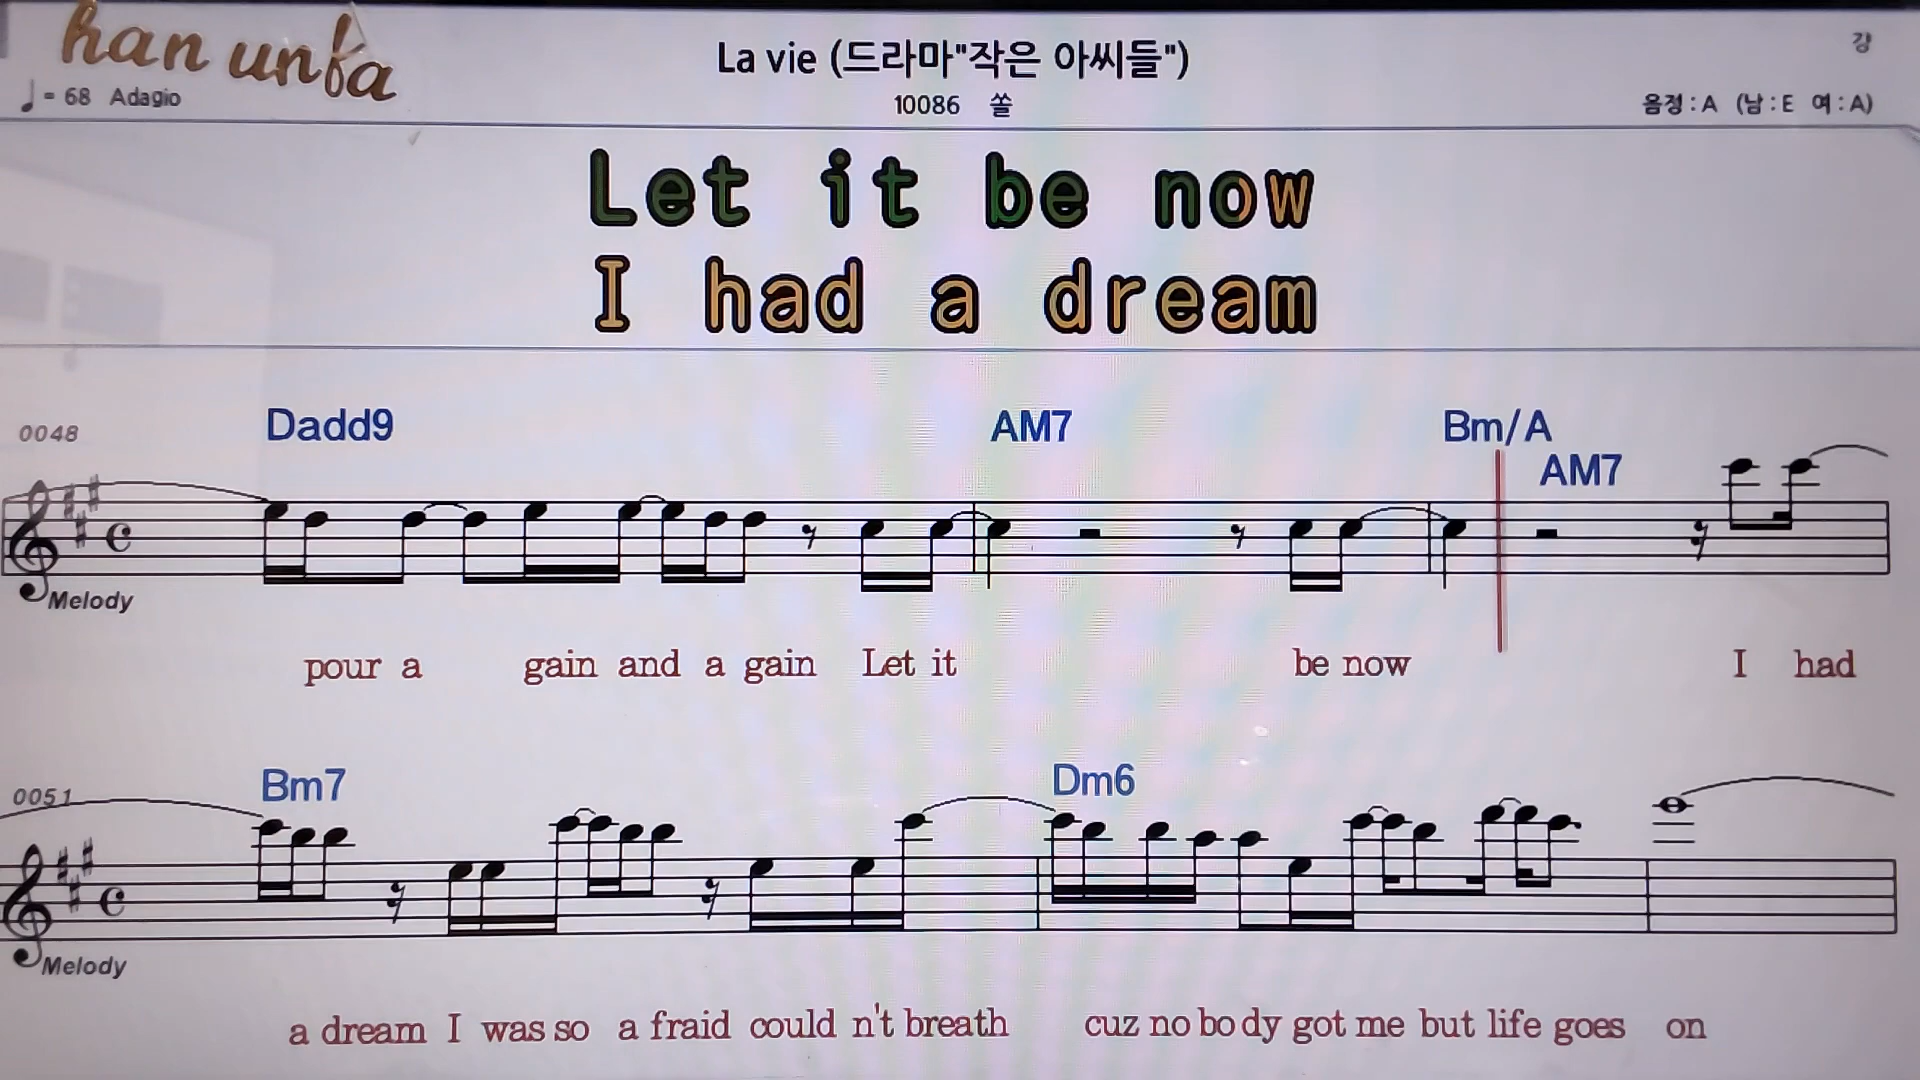 han unfa
La vie (드라마"작은 아씨들")
강
♩= 68 Adagio
10086 쏠
음정 : A (남 : E 여 : A)
Let it be now
I had a dream
0048
Dadd9 AM7 Bm/A
AM7
Melody
pour a gain and a gain Let it be now I had
0051
Bm7 Dm6
Melody
a dream I was so a fraid could n't breath cuz no bo dy got me but life goes on